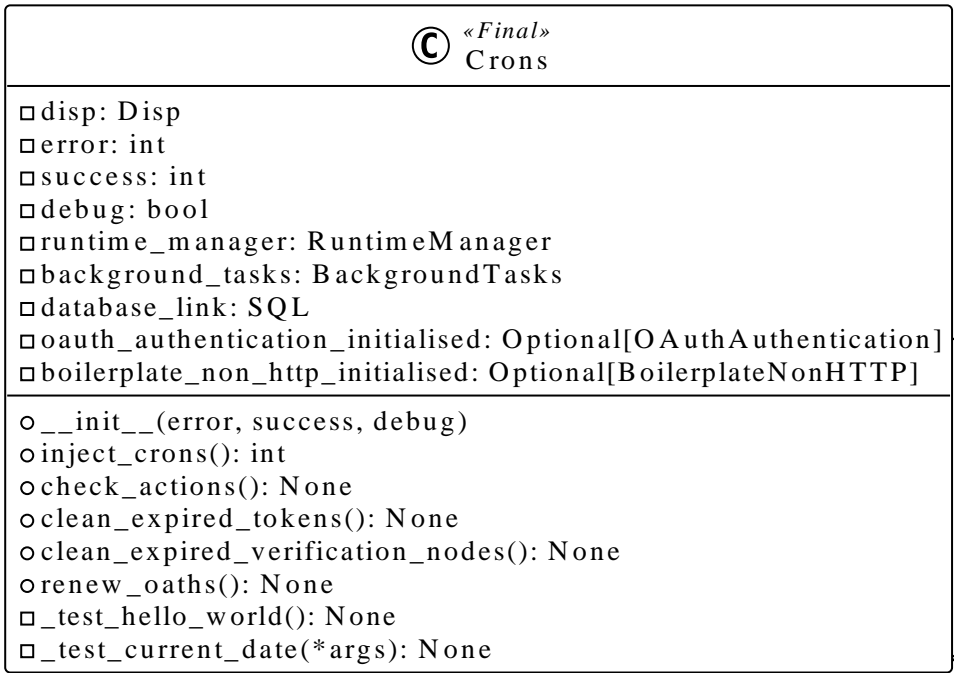 C
«Final»
Crons
disp: Disp
error: int
success: int
debug: bool
runtime_manager: RuntimeManager
background_tasks: BackgroundTasks
database_link: SQL
oauth_authentication_initialised: Optional[OAuthAuthentication]
boilerplate_non_http_initialised: Optional[BoilerplateNonHTTP]
__init__(error, success, debug)
inject_crons(): int
check_actions(): None
clean_expired_tokens(): None
clean_expired_verification_nodes(): None
renew_oaths(): None
_test_hello_world(): None
_test_current_date(*args): None